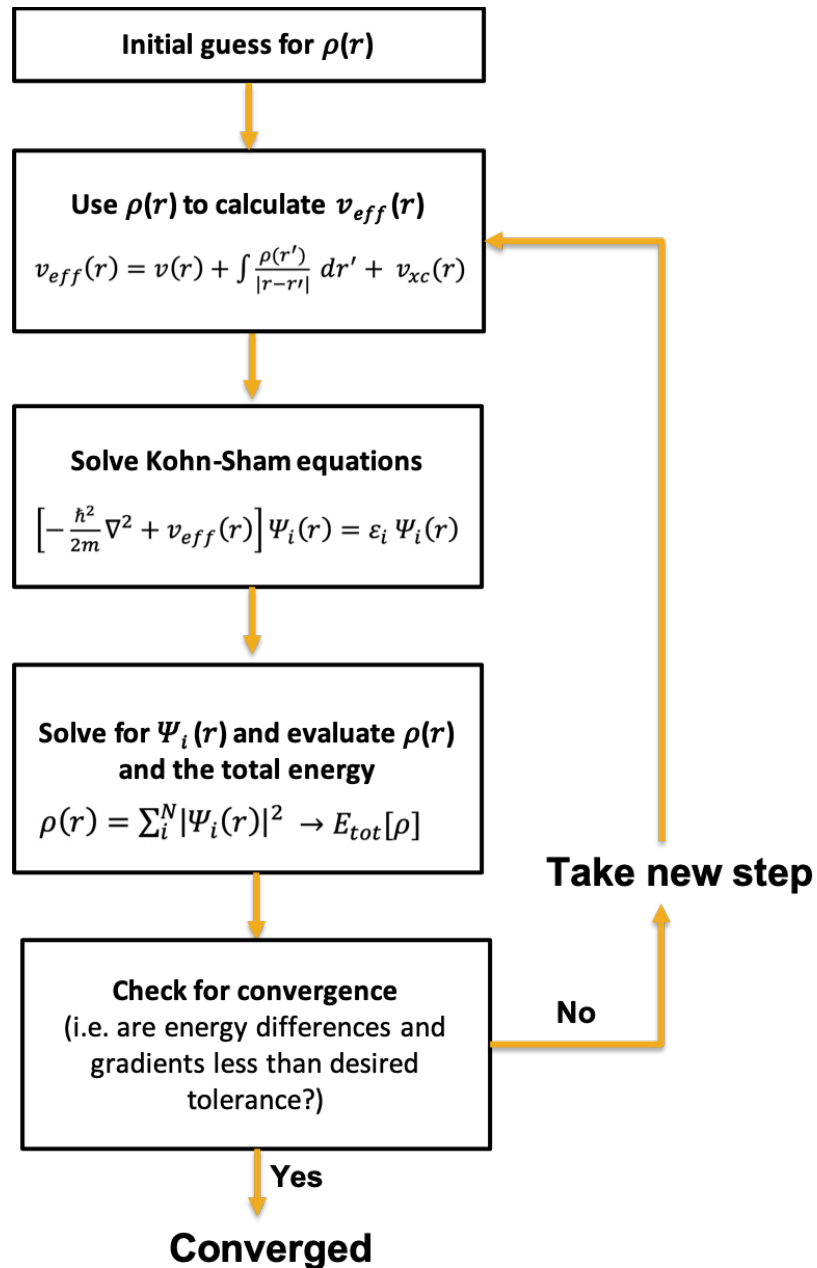 Initial guess for ρ(r)
Use ρ(r) to calculate v_eff(r)
v_eff(r) = v(r) + ∫ ρ(r′)/|r−r′| dr′ + v_xc(r)
Solve Kohn-Sham equations
[−ℏ²/2m ∇² + v_eff(r)] Ψ_i(r) = ε_i Ψ_i(r)
Solve for Ψ_i(r) and evaluate ρ(r)
and the total energy
ρ(r) = ∑_i^N |Ψ_i(r)|² → E_tot[ρ]
Take new step
Check for convergence
(i.e. are energy differences and
gradients less than desired
tolerance?)
No
Yes
Converged